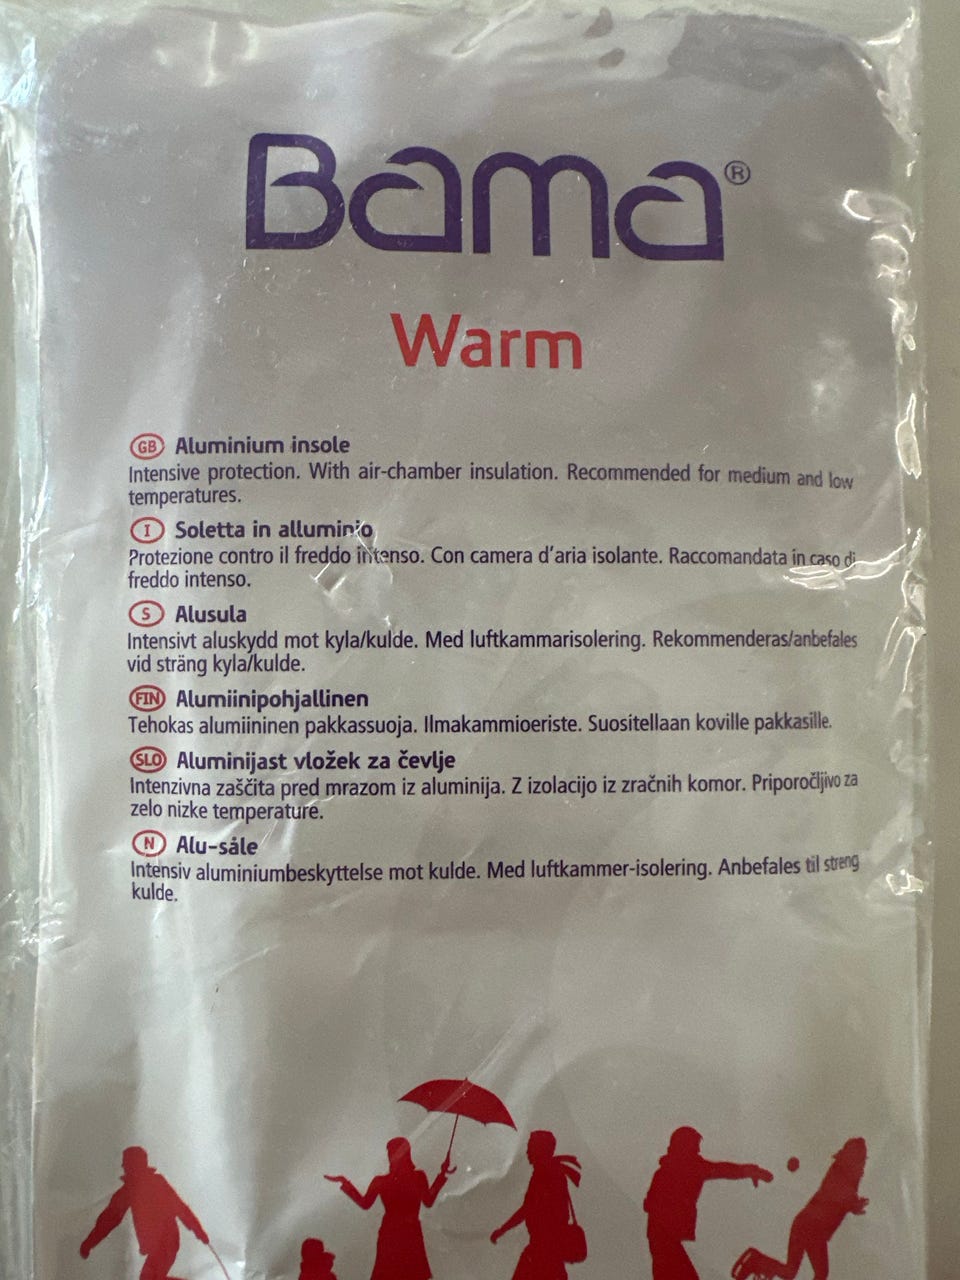 Bama®
Warm
GB Aluminium insole
Intensive protection. With air-chamber insulation. Recommended for medium and low
temperatures.
I Soletta in alluminio
Protezione contro il freddo intenso. Con camera d'aria isolante. Raccomandata in caso di
freddo intenso.
S Alusula
Intensivt aluskydd mot kyla/kulde. Med luftkammarisolering. Rekommenderas/anbefales
vid sträng kyla/kulde.
FIN Alumiinipohjallinen
Tehokas alumiininen pakkassuoja. Ilmakammioeriste. Suositellaan koville pakkasille.
SLO Aluminijast vložek za čevlje
Intenzivna zaščita pred mrazom iz aluminija. Z izolacijo iz zračnih komor. Priporočljivo za
zelo nizke temperature.
N Alu-såle
Intensiv aluminiumbeskyttelse mot kulde. Med luftkammer-isolering. Anbefales til streng
kulde.